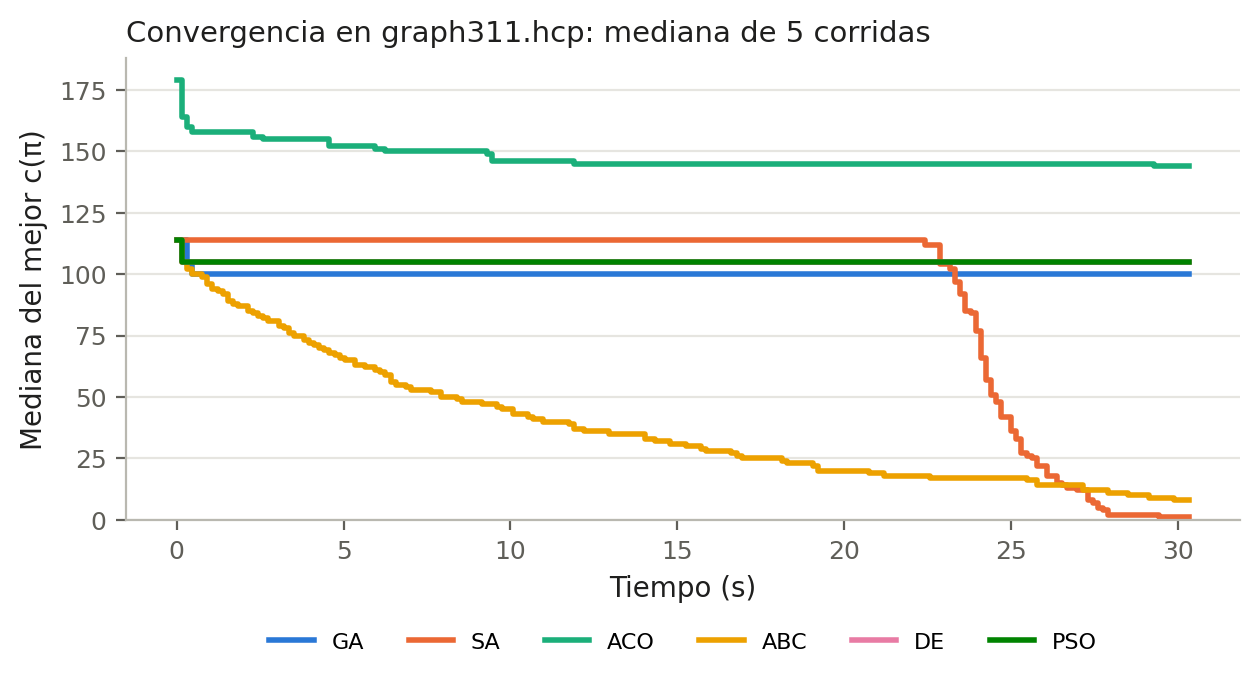 Convergencia en graph311.hcp: mediana de 5 corridas
Mediana del mejor c(π)
175
150
125
100
75
50
25
0
0 5 10 15 20 25 30
Tiempo (s)
GA SA ACO ABC DE PSO